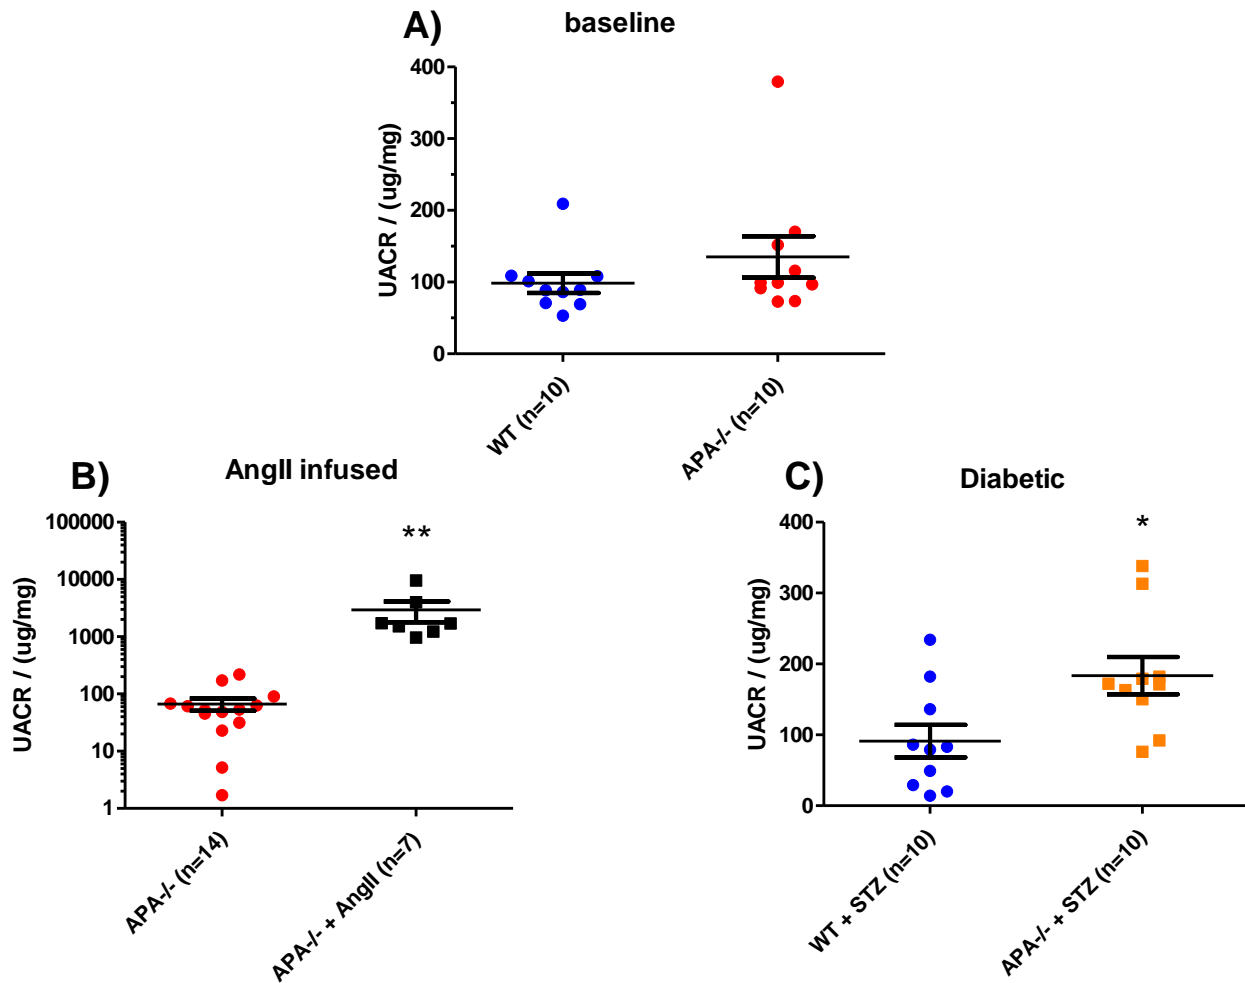 A)
baseline
UACR / (ug/mg)
400
300
200
100
0
WT (n=10)
APA-/- (n=10)
B)
AngII infused
UACR / (ug/mg)
100000
10000
1000
100
10
1
**
APA-/- (n=14)
APA-/- + AngII (n=7)
C)
Diabetic
UACR / (ug/mg)
400
300
200
100
0
*
WT + STZ (n=10)
APA-/- + STZ (n=10)